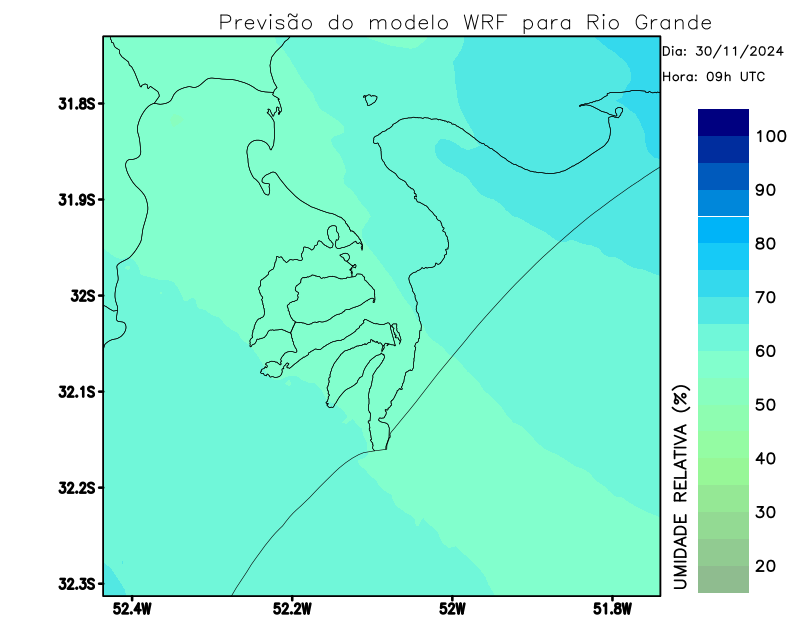 Previsão do modelo WRF para Rio Grande
Dia: 30/11/2024
Hora: 09h UTC
31.8S
31.9S
32S
32.1S
32.2S
32.3S
52.4W
52.2W
52W
51.8W
100
90
80
70
60
50
40
30
20
UMIDADE RELATIVA (%)